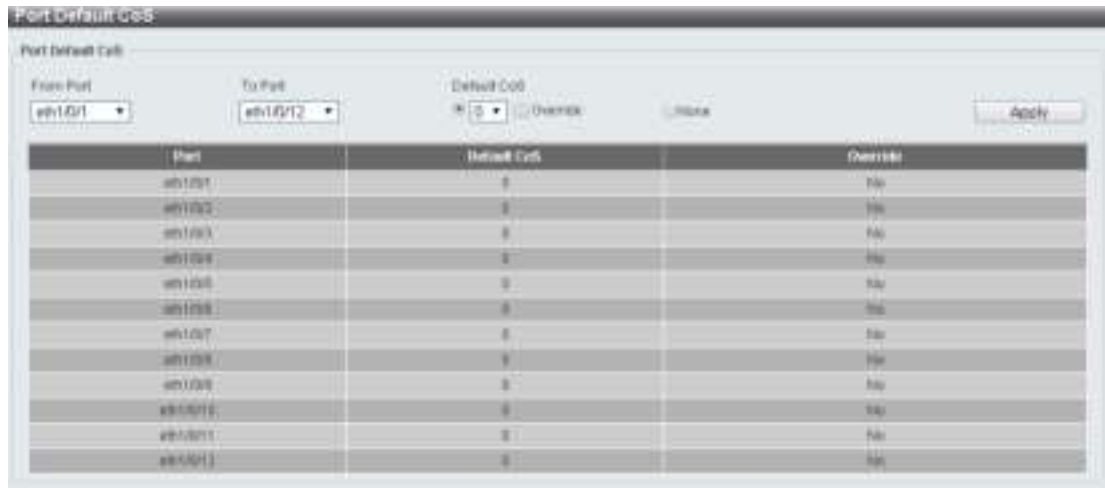 Port Default CoS
Port Default CoS
From Port To Port Default CoS
eth1/0/1 eth1/0/12 0 Override None Apply
Port Default CoS Override
eth1/0/1 0 No
eth1/0/2 0 No
eth1/0/3 0 No
eth1/0/4 0 No
eth1/0/5 0 No
eth1/0/6 0 No
eth1/0/7 0 No
eth1/0/8 0 No
eth1/0/9 0 No
eth1/0/10 0 No
eth1/0/11 0 No
eth1/0/12 0 No